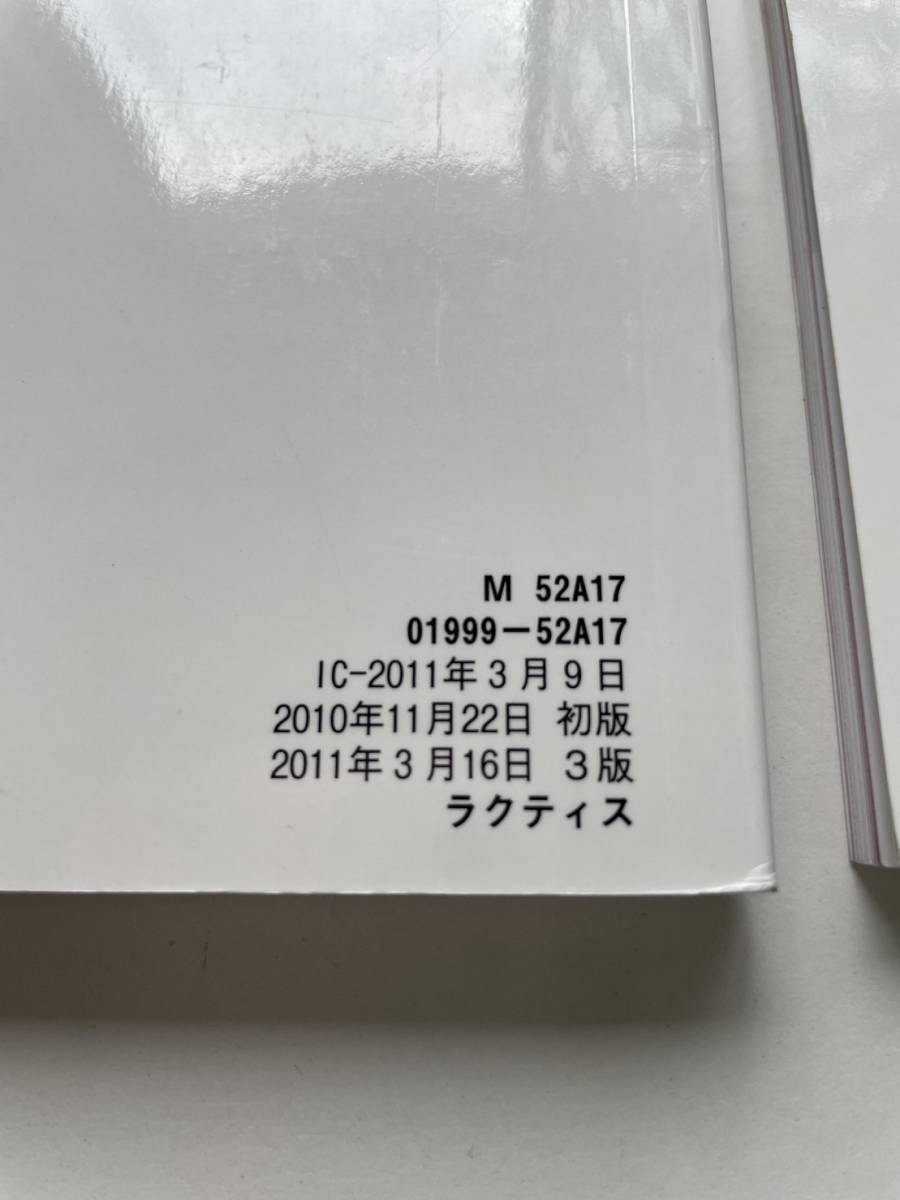 M 52A17
01999-52A17
IC-2011年3月9日
2010年11月22日 初版
2011年3月16日 3版
ラクティス